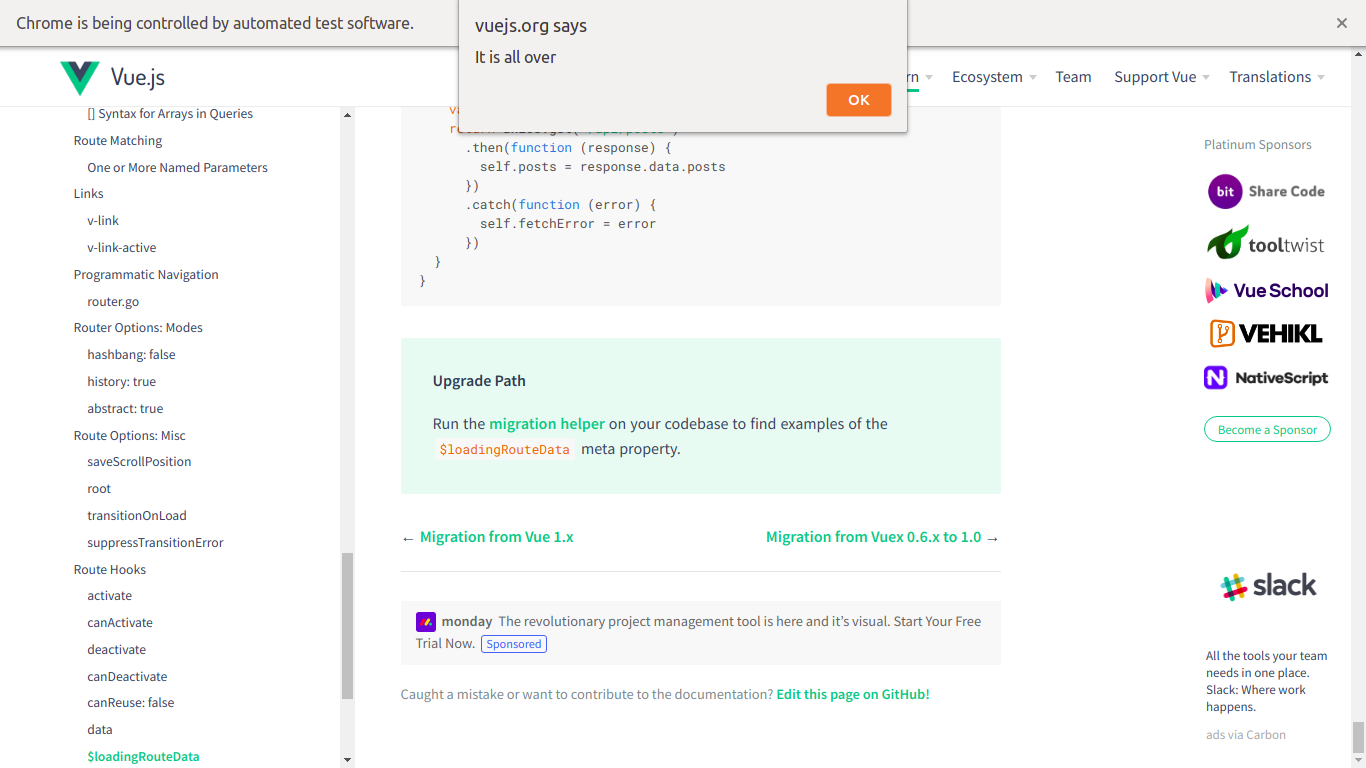 Chrome is being controlled by automated test software.
vuejs.org says
It is all over
OK
Vue.js
rn
Ecosystem
Team
Support Vue
Translations
[] Syntax for Arrays in Queries
Route Matching
One or More Named Parameters
Links
v-link
v-link-active
Programmatic Navigation
router.go
Router Options: Modes
hashbang: false
history: true
abstract: true
Route Options: Misc
saveScrollPosition
root
transitionOnLoad
suppressTransitionError
Route Hooks
activate
canActivate
deactivate
canDeactivate
canReuse: false
data
$loadingRouteData
.then(function (response) {
self.posts = response.data.posts
})
.catch(function (error) {
self.fetchError = error
})
}
}
Upgrade Path
Run the migration helper on your codebase to find examples of the
$loadingRouteData meta property.
← Migration from Vue 1.x
Migration from Vuex 0.6.x to 1.0 →
monday The revolutionary project management tool is here and it’s visual. Start Your Free
Trial Now. Sponsored
Caught a mistake or want to contribute to the documentation? Edit this page on GitHub!
Platinum Sponsors
bit Share Code
tooltwist
Vue School
VEHIKL
NativeScript
Become a Sponsor
slack
All the tools your team
needs in one place.
Slack: Where work
happens.
ads via Carbon